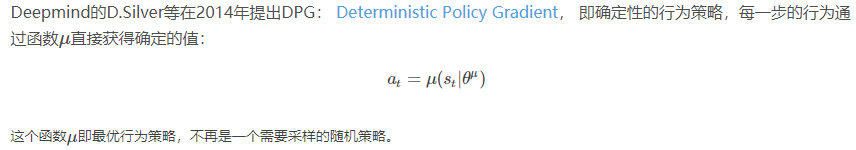 Deepmind的D.Silver等在2014年提出DPG： Deterministic Policy Gradient， 即确定性的行为策略，每一步的行为通
过函数μ直接获得确定的值：
a_t = μ(s_t|θ^μ)
这个函数μ即最优行为策略，不再是一个需要采样的随机策略。